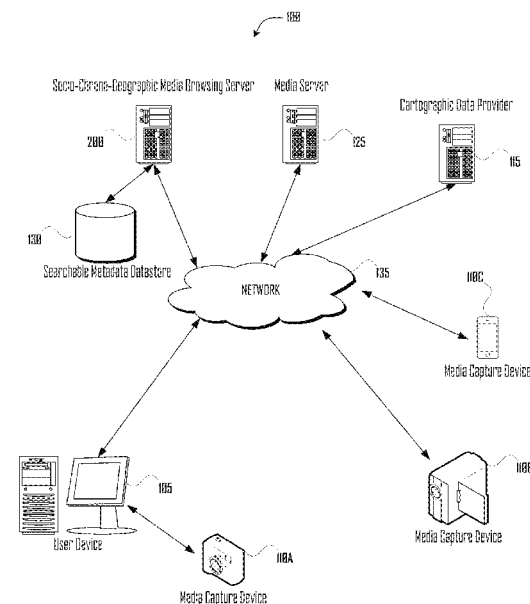 100
Socio-Chrono-Geographic Media Browsing Server
Media Server
Cartographic Data Provider
200
125
115
130
Searchable Metadata Datastore
135
NETWORK
110C
Media Capture Device
105
User Device
110B
Media Capture Device
110A
Media Capture Device